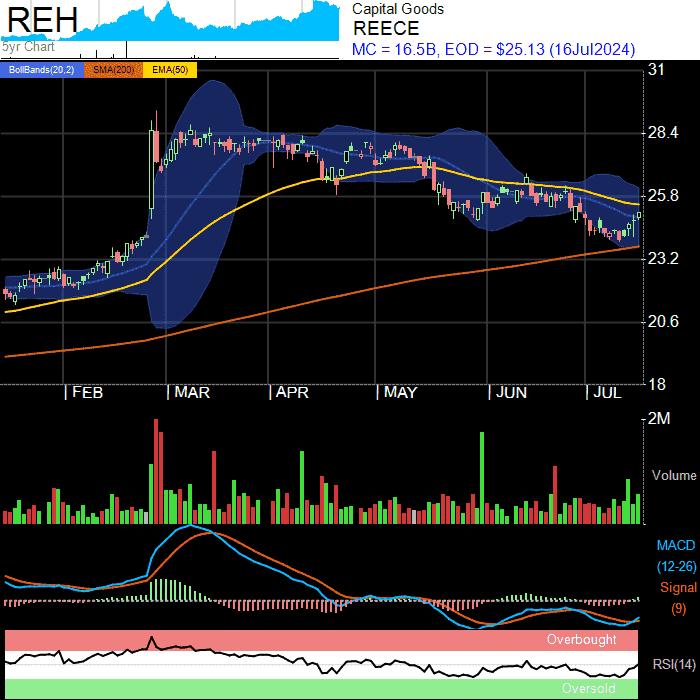 REH
5yr Chart
Capital Goods
REECE
MC = 16.5B, EOD = $25.13 (16Jul2024)
BollBands(20,2) SMA(200) EMA(50)
31
28.4
25.8
23.2
20.6
18
| FEB | MAR | APR | MAY | JUN | JUL
2M
Volume
MACD
(12-26)
Signal
(9)
Overbought
RSI(14)
Oversold